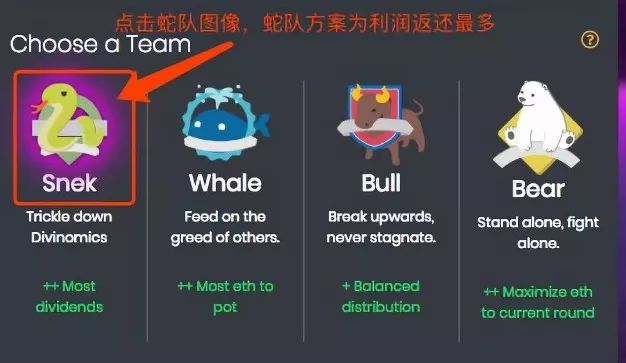 点击蛇队图像，蛇队方案为利润返还最多
Choose a Team
?
Snek
Trickle down
Divinomics
++ Most
dividends
Whale
Feed on the
greed of others.
++ Most eth to
pot
Bull
Break upwards,
never stagnate.
+ Balanced
distribution
Bear
Stand alone, fight
alone.
++ Maximize eth
to current round